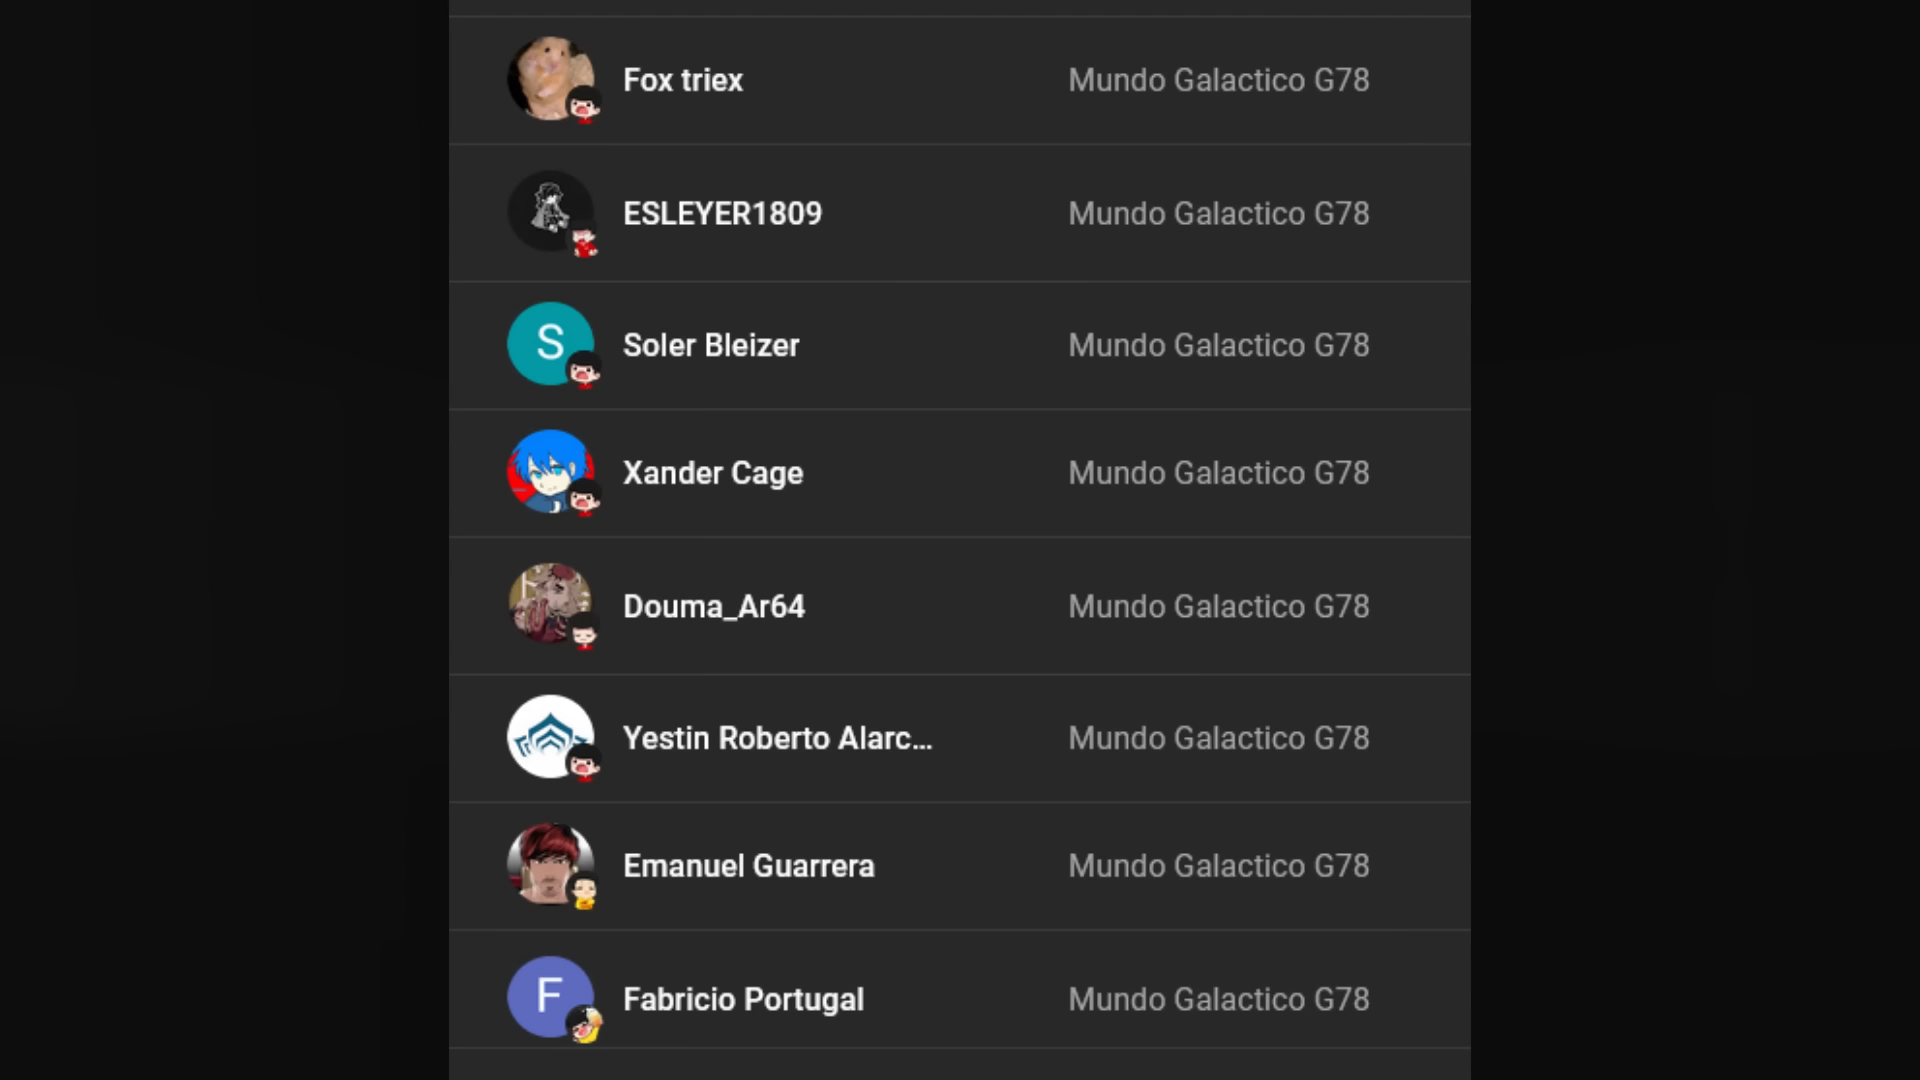 Fox triex Mundo Galactico G78
ESLEYER1809 Mundo Galactico G78
S
Soler Bleizer Mundo Galactico G78
Xander Cage Mundo Galactico G78
Douma_Ar64 Mundo Galactico G78
Yestin Roberto Alarc... Mundo Galactico G78
Emanuel Guarrera Mundo Galactico G78
F
Fabricio Portugal Mundo Galactico G78